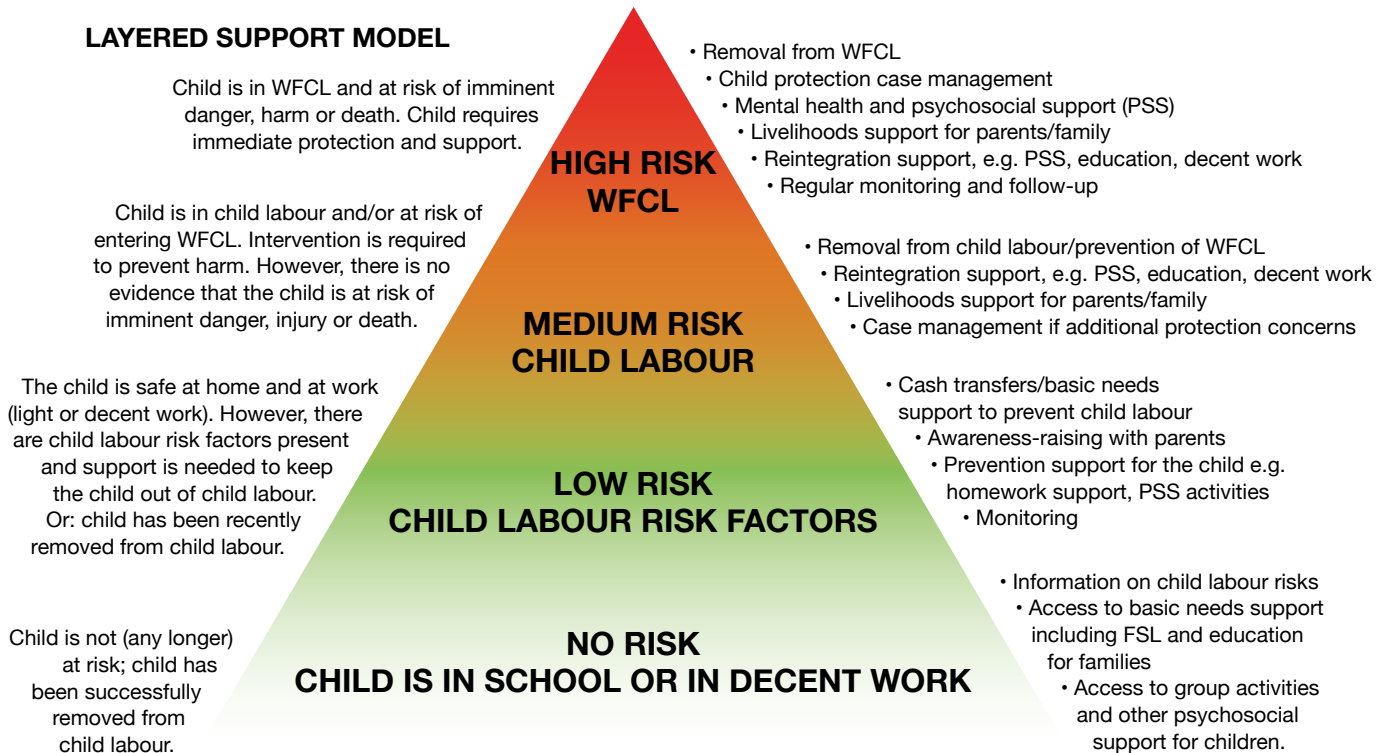 LAYERED SUPPORT MODEL
Child is in WFCL and at risk of imminent
danger, harm or death. Child requires
immediate protection and support.
• Removal from WFCL
• Child protection case management
• Mental health and psychosocial support (PSS)
• Livelihoods support for parents/family
• Reintegration support, e.g. PSS, education, decent work
• Regular monitoring and follow-up
HIGH RISK
WFCL
Child is in child labour and/or at risk of
entering WFCL. Intervention is required
to prevent harm. However, there is no
evidence that the child is at risk of
imminent danger, injury or death.
• Removal from child labour/prevention of WFCL
• Reintegration support, e.g. PSS, education, decent work
• Livelihoods support for parents/family
• Case management if additional protection concerns
MEDIUM RISK
CHILD LABOUR
The child is safe at home and at work
(light or decent work). However, there
are child labour risk factors present
and support is needed to keep
the child out of child labour.
Or: child has been recently
removed from child labour.
• Cash transfers/basic needs
support to prevent child labour
• Awareness-raising with parents
• Prevention support for the child e.g.
homework support, PSS activities
• Monitoring
LOW RISK
CHILD LABOUR RISK FACTORS
Child is not (any longer)
at risk; child has
been successfully
removed from
child labour.
• Information on child labour risks
• Access to basic needs support
including FSL and education
for families
• Access to group activities
and other psychosocial
support for children.
NO RISK
CHILD IS IN SCHOOL OR IN DECENT WORK